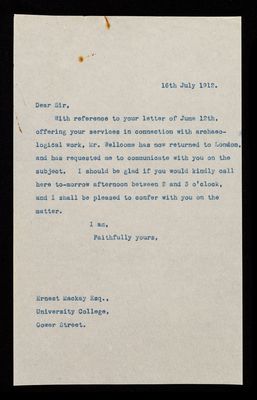 16th July 1912.
Dear Sir,
With reference to your letter of June 12th,
offering your services in connection with archaeo-
logical work, Mr. Wellcome has now returned to London,
and has requested me to communicate with you on the
subject. I should be glad if you would kindly call
here to-morrow afternoon between 2 and 3 o'clock,
and I shall be pleased to confer with you on the
matter.
I am,
Faithfully yours,
Ernest Mackay Esq.,
University College,
Gower Street.